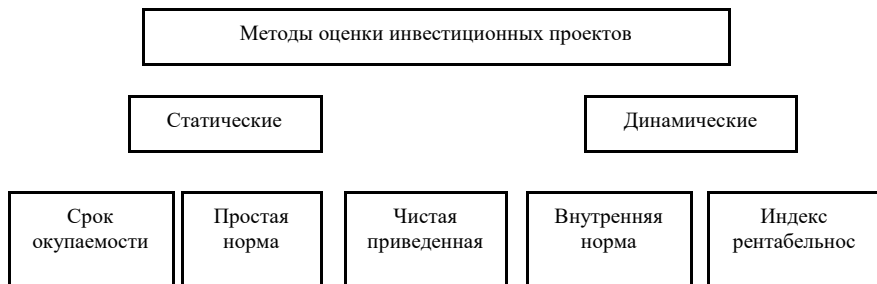 Методы оценки инвестиционных проектов
Статические
Динамические
Срок
окупаемости
Простая
норма
Чистая
приведенная
Внутренняя
норма
Индекс
рентабельнос